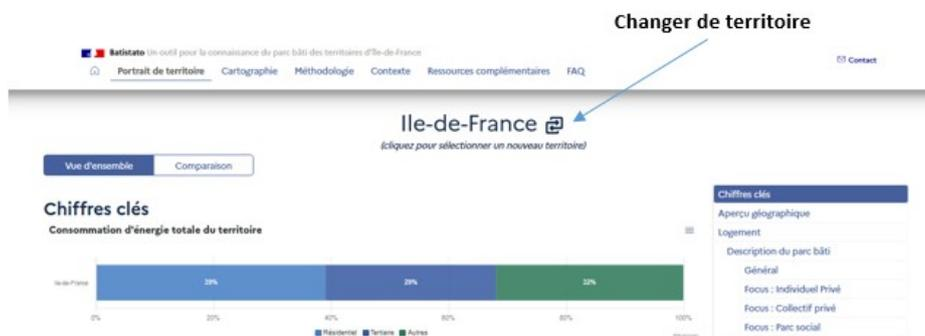 Changer de territoire
Batistato Un outil pour la connaissance du parc bâti des territoires d'Île-de-France
Contact
Portrait de territoire Cartographie Méthodologie Contexte Ressources complémentaires FAQ
Ile-de-France
(cliquez pour sélectionner un nouveau territoire)
Vue d'ensemble Comparaison
Chiffres clés
Chiffres clés
Aperçu géographique
Consommation d'énergie totale du territoire
Logement
Description du parc bâti
Général
Ile-de-France
Focus : Individuel Privé
Focus : Collectif privé
0% 20% 40% 60% 80% 100%
Résidentiel Tertiaire Autres
Focus : Parc social